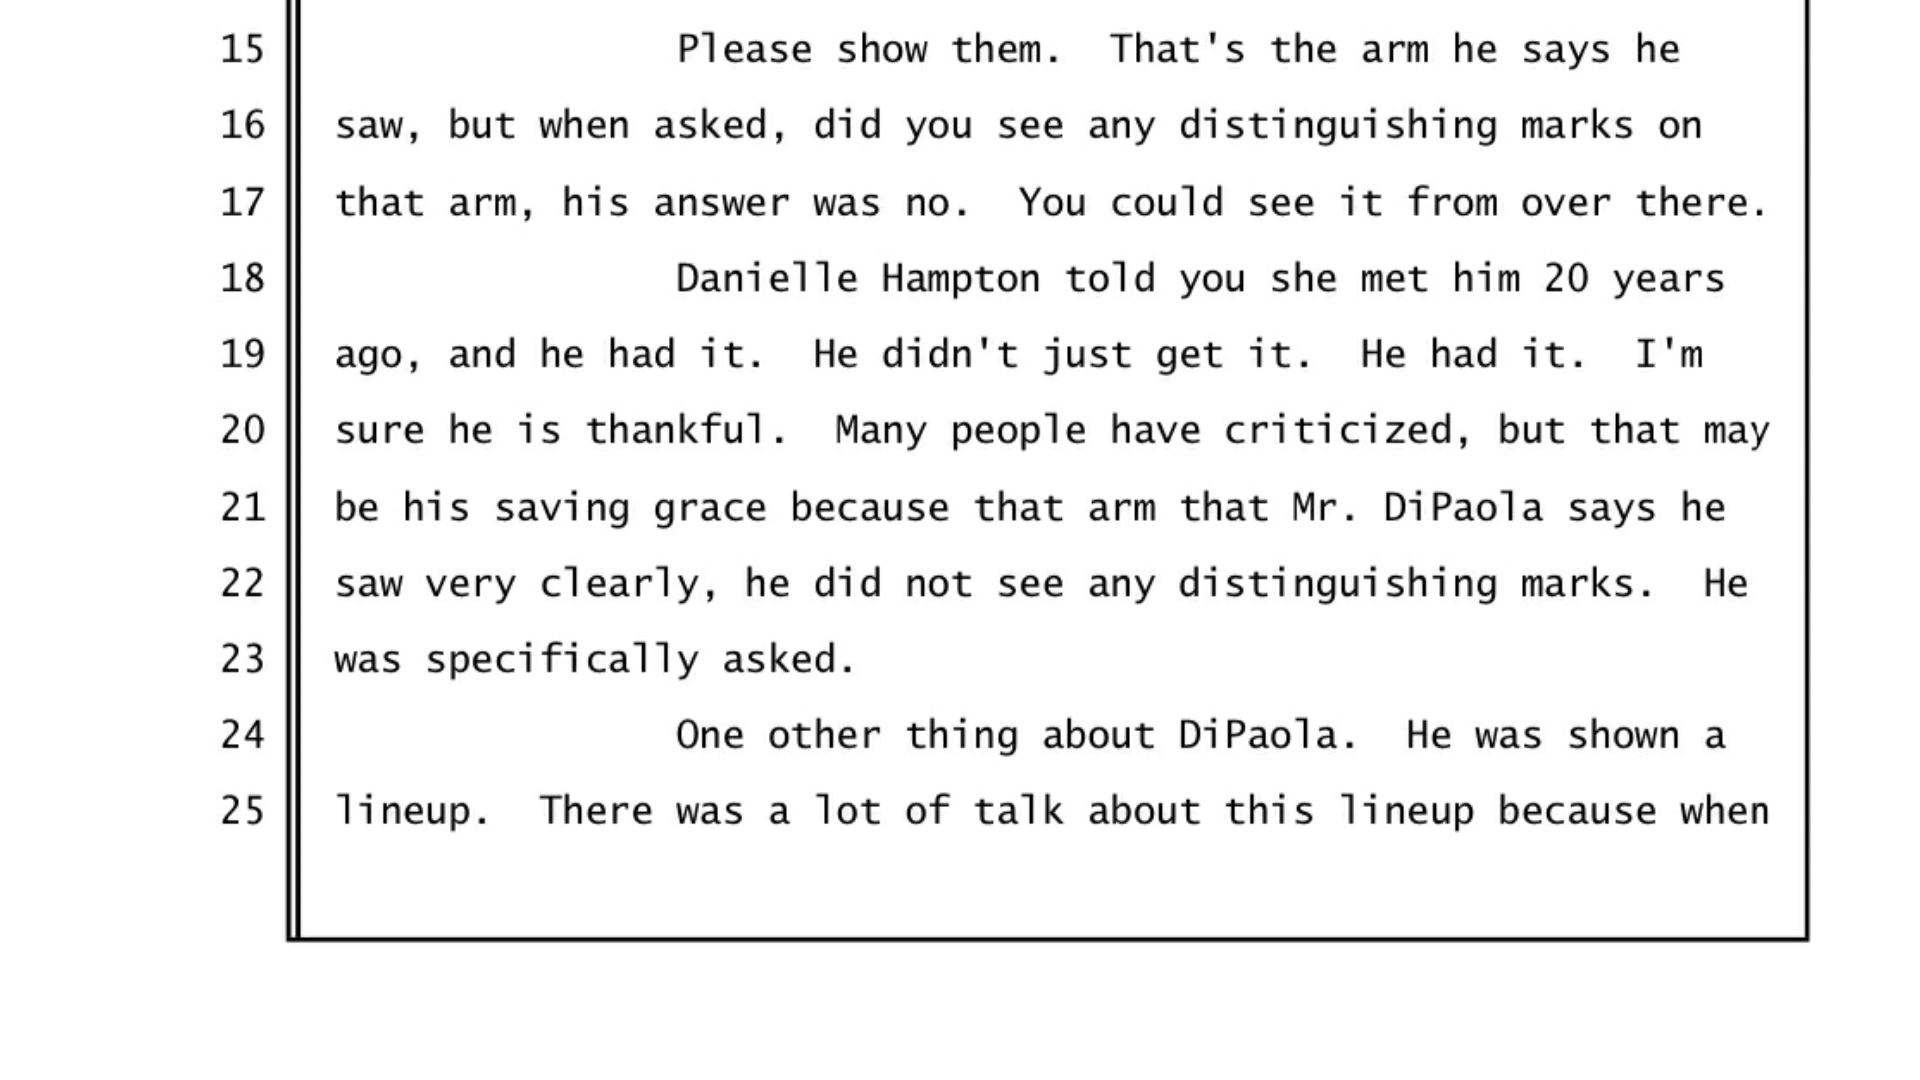 15 Please show them.  That's the arm he says he
16 saw, but when asked, did you see any distinguishing marks on
17 that arm, his answer was no.  You could see it from over there.
18 Danielle Hampton told you she met him 20 years
19 ago, and he had it.  He didn't just get it.  He had it.  I'm
20 sure he is thankful.  Many people have criticized, but that may
21 be his saving grace because that arm that Mr. DiPaola says he
22 saw very clearly, he did not see any distinguishing marks.  He
23 was specifically asked.
24 One other thing about DiPaola.  He was shown a
25 lineup.  There was a lot of talk about this lineup because when